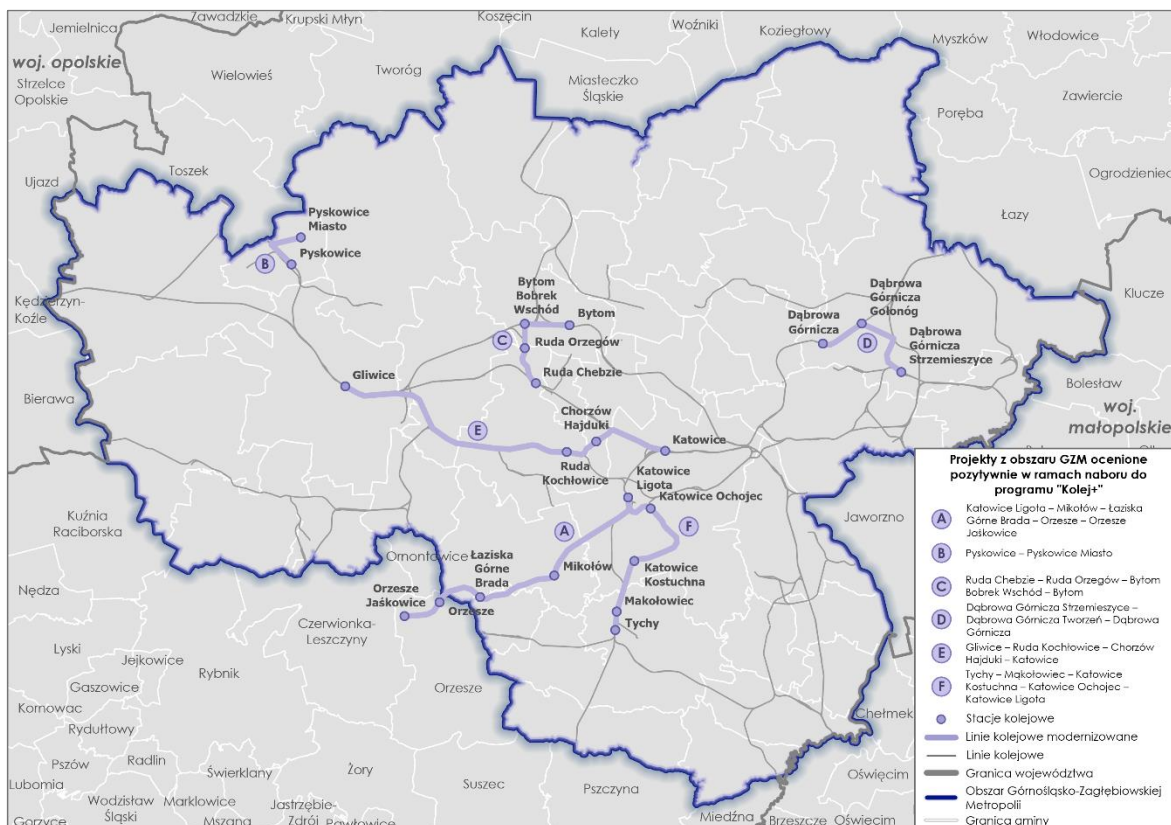 Jemielnica
Zawadzkie
Krupski Młyn
Koszęcin
Kalety
Woźniki
Koziegłowy
Myszków
Włodowice
woj. opolskie
Strzelce
Opolskie
Wielowieś
Tworóg
Miasteczko
Śląskie
Poręba
Zawiercie
Ujazd
Toszek
Ogrodzieniec
Łazy
Pyskowice
Miasto
Pyskowice
B
Kędzierzyn-
Koźle
Klucze
Bytom
Bobrek
Wschód
Bytom
C
Ruda Orzegów
Ruda Chebzie
Dąbrowa
Górnicza
Gołonóg
Dąbrowa
Górnicza
D
Dąbrowa
Górnicza
Strzemieszyce
Bierawa
Gliwice
E
Chorzów
Hajduki
Katowice
Ruda
Kochłowice
Bolesław
woj.
małopolskie
Katowice
Ligota
Katowice Ochojec
A
F
Kuźnia
Raciborska
Jaworzno
Ornontowice
Łaziska
Górne
Brada
Mikołów
Katowice
Kostuchna
Nędza
Orzesze
Jaśkowice
Orzesze
Makołowiec
Tychy
Czerwionka-
Leszczyny
Lyski
Jejkowice
Rybnik
Gaszowice
Orzesze
Kornowac
Rydułtowy
Chełmek
Pszów
Radlin
Świerklany
Żory
Lubomia
Suszec
Pszczyna
Oświęcim
Wodzisław
Śląski
Marklowice
Mszana
Jastrzębie-
Zdrój
Pawłowice
Gorzyce
Miedźna
Brzeszcze
Oświęcim
Projekty z obszaru GZM ocenione
pozytywnie w ramach naboru do
programu "Kolej+"
A Katowice Ligota – Mikołów – Łaziska
Górne Brada – Orzesze – Orzesze
Jaśkowice
B Pyskowice – Pyskowice Miasto
C Ruda Chebzie – Ruda Orzegów – Bytom
Bobrek Wschód – Bytom
D Dąbrowa Górnicza Strzemieszyce –
Dąbrowa Górnicza Tworzeń – Dąbrowa
Górnicza
E Gliwice – Ruda Kochłowice – Chorzów
Hajduki – Katowice
F Tychy – Mąkołowiec – Katowice
Kostuchna – Katowice Ochojec –
Katowice Ligota
Stacje kolejowe
Linie kolejowe modernizowane
Linie kolejowe
Granica województwa
Obszar Górnośląsko-Zagłębiowskiej
Metropolii
Granica gminy